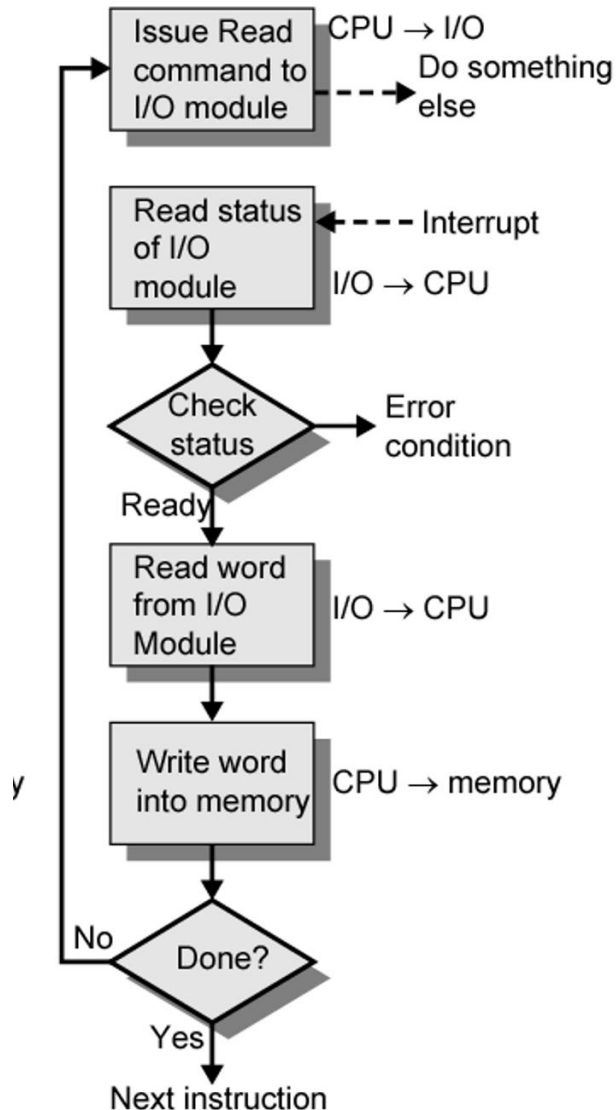 Issue Read
command to
I/O module
CPU → I/O
Do something
else
Read status
of I/O
module
Interrupt
I/O → CPU
Check
status
Error
condition
Ready
Read word
from I/O
Module
I/O → CPU
Write word
into memory
CPU → memory
y
No
Done?
Yes
Next instruction